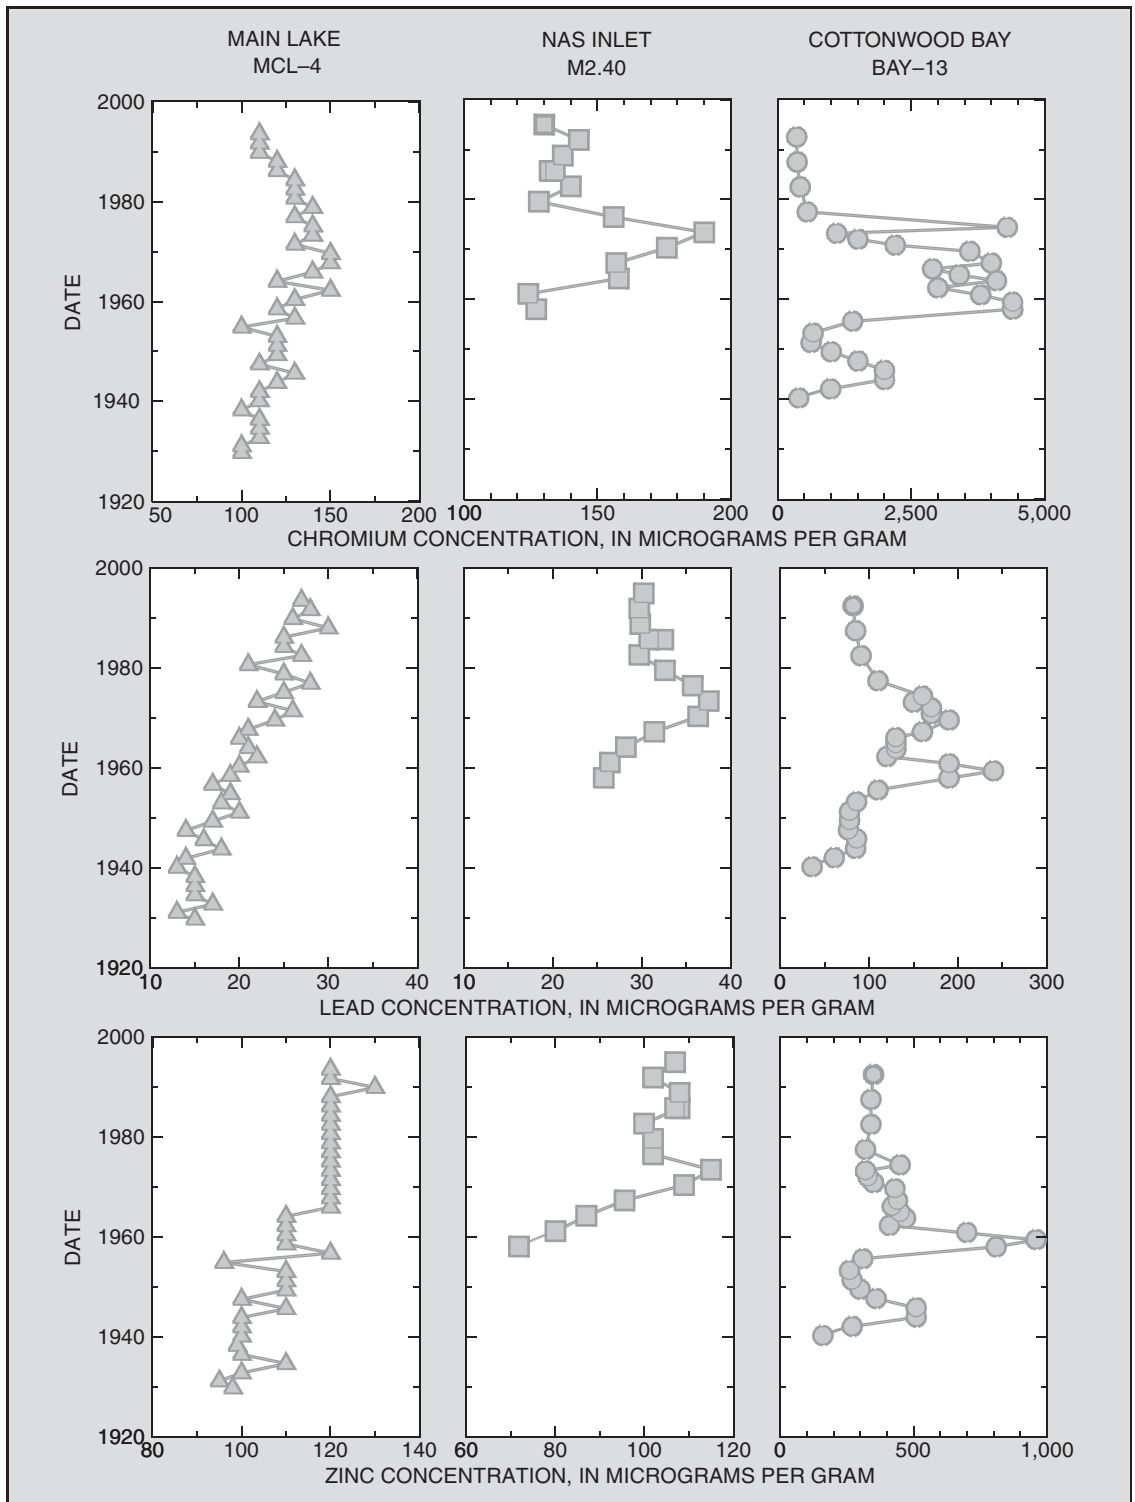 MAIN LAKE NAS INLET COTTONWOOD BAY
MCL–4 M2.40 BAY–13
2000
1980
1960
1940
1920
DATE
50 100 150 200 100 150 200 0 2,500 5,000
CHROMIUM CONCENTRATION, IN MICROGRAMS PER GRAM
2000
1980
1960
1940
1920
DATE
10 20 30 40 10 20 30 40 0 100 200 300
LEAD CONCENTRATION, IN MICROGRAMS PER GRAM
2000
1980
1960
1940
1920
DATE
80 100 120 140 60 80 100 120 0 500 1,000
ZINC CONCENTRATION, IN MICROGRAMS PER GRAM